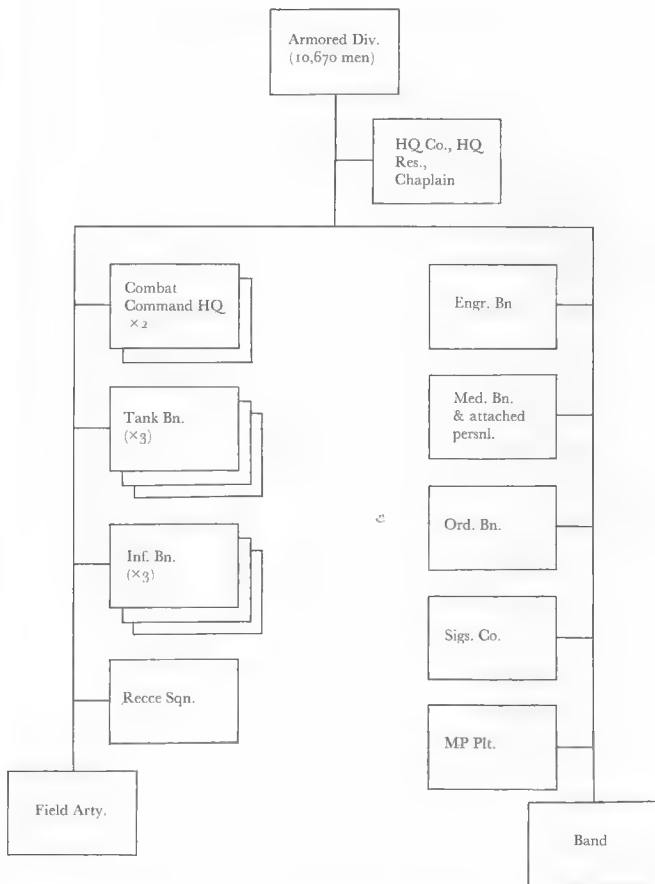 Armored Div.
(10,670 men)
HQ Co., HQ
Res.,
Chaplain
Combat
Command HQ
×2
Tank Bn.
(×3)
Inf. Bn.
(×3)
Recce Sqn.
Field Arty.
Engr. Bn
Med. Bn.
& attached
persnl.
Ord. Bn.
Sigs. Co.
MP Plt.
Band